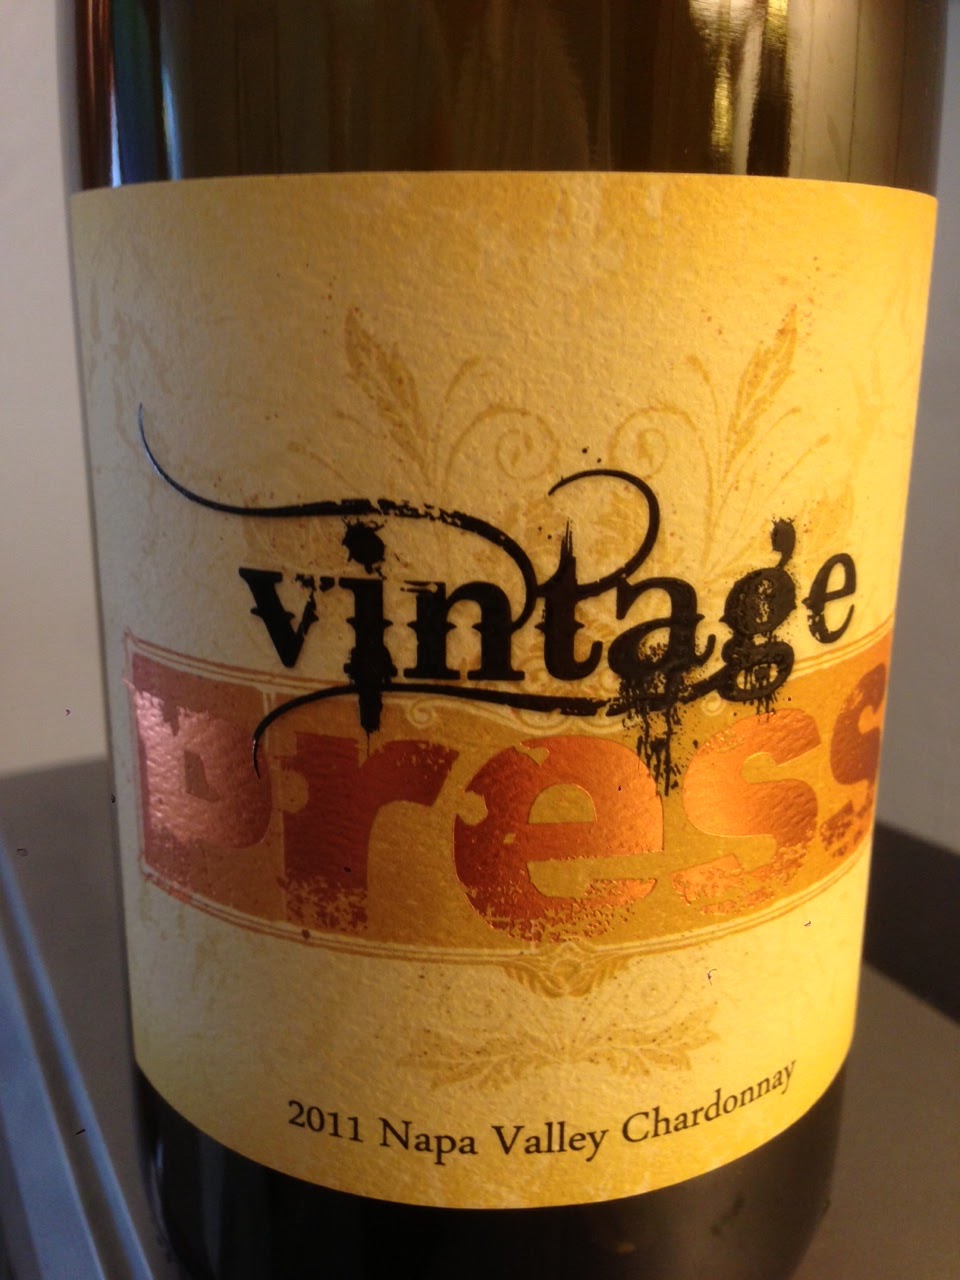 vintage
press
2011 Napa Valley Chardonnay